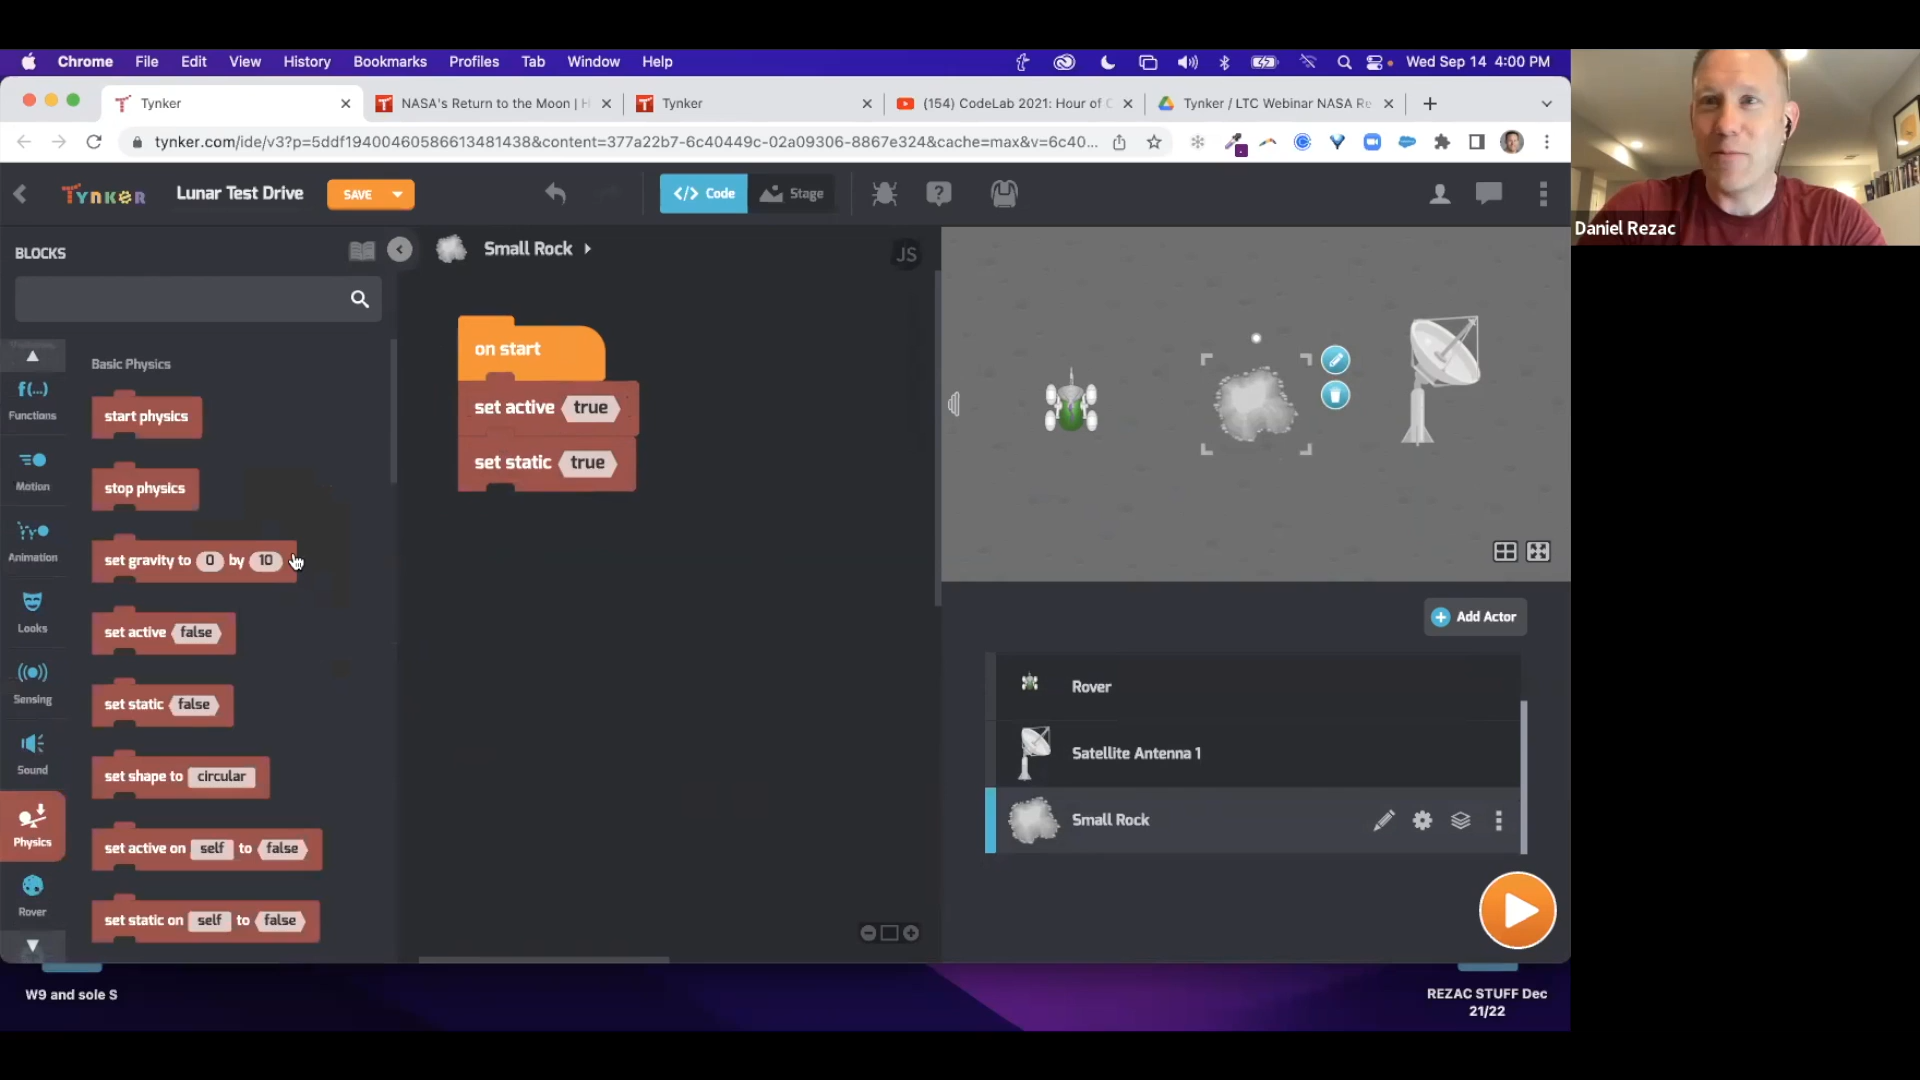 Chrome File Edit View History Bookmarks Profiles Tab Window Help Wed Sep 14 4:00 PM
Tynker
NASA's Return to the Moon | H
Tynker
(154) CodeLab 2021: Hour of C
Tynker / LTC Webinar NASA Re
tynker.com/ide/v3?p=5ddf1940046058661348​1438&content=377a22b7-6c40449c-02a09306-8867e324&cache=max&v=6c40...
TYNKER
Lunar Test Drive
SAVE
</> Code
Stage
Daniel Rezac
BLOCKS
Small Rock
JS
Functions
Motion
Animation
Looks
Sensing
Sound
Physics
Rover
Basic Physics
start physics
stop physics
set gravity to 0 by 10
set active false
set static false
set shape to circular
set active on self to false
set static on self to false
on start
set active true
set static true
Add Actor
Rover
Satellite Antenna 1
Small Rock
W9 and sole S
REZAC STUFF Dec
21/22